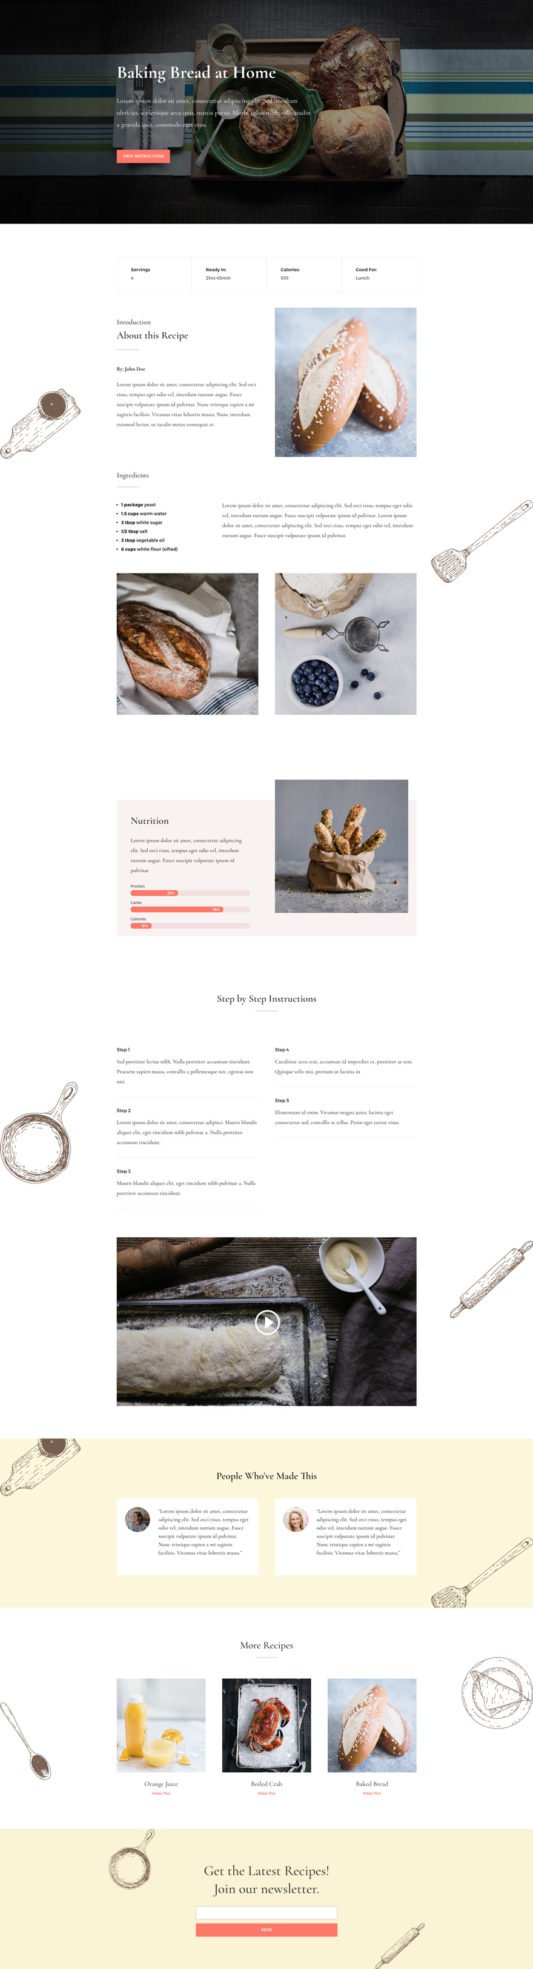 Baking Bread at Home
Lorem ipsum dolor sit amet, consectetur adipiscing elit. Sed nec diam
ultricies, scelerisque arcu quis, mattis purus. Morbi
a gravida quis, commodo eget eros.
VIEW INSTRUCTIONS
Servings
4
Ready In:
2hrs 45min
Calories:
610
Good For:
Lunch
Introduction
About this Recipe
By: John Doe
Lorem ipsum dolor sit amet, consectetur adipiscing elit. Sed orci
risus, tempus eget odio vel, interdum rutrum augue. Fusce
suscipit vulputate ipsum id pulvinar. Nunc tristique sapien a mi
sagittis facilisis. Vivamus vitae lobortis massa. Nunc interdum
euismod lectus, ut iaculis metus consequat et.
Ingredients
1 package yeast
1.5 cups warm water
3 tbsp white sugar
1/2 tbsp salt
3 tbsp vegetable oil
6 cups white flour (sifted)
Lorem ipsum dolor sit amet, consectetur adipiscing elit. Sed orci risus, tempus eget odio
vel, interdum rutrum augue. Fusce suscipit vulputate ipsum id pulvinar. Lorem ipsum
dolor sit amet, consectetur adipiscing elit. Sed orci risus, tempus eget odio vel, interdum
rutrum augue. Fusce suscipit vulputate ipsum id pulvinar.
Nutrition
Lorem ipsum dolor sit amet, consectetur adipiscing
elit. Sed orci risus, tempus eget odio vel, interdum
rutrum augue. Fusce suscipit vulputate ipsum id
pulvinar
Protien
Carbs
Calories
Step by Step Instructions
Step 1
Sed porttitor lectus nibh. Nulla porttitor accumsan tincidunt.
Praesent sapien massa, convallis a pellentesque nec, egestas non
nisi.
Step 2
Lorem ipsum dolor sit amet, consectetur adipisci. Mauris blandit
aliquet elit, eget tincidunt nibh pulvinar a. Nulla porttitor
accumsan tincidunt.
Step 3
Mauris blandit aliquet elit, eget tincidunt nibh pulvinar a. Nulla
porttitor accumsan tincidunt.
Step 4
Curabitur arcu erat, accumsan id imperdiet et, porttitor at sem.
Quisque velit nisi, pretium ut lacinia in
Step 5
Elementum id enim. Vivamus magna justo, lacinia eget
consectetur sed, convallis at tellus. Proin eget tortor risus.
People Who've Made This
"Lorem ipsum dolor sit amet, consectetur
adipiscing elit. Sed orci risus, tempus eget
odio vel, interdum rutrum augue. Fusce
suscipit vulputate ipsum id pulvinar.
Nunc tristique sapien a mi sagittis
facilisis. Vivamus vitae lobortis massa."
"Lorem ipsum dolor sit amet, consectetur
adipiscing elit. Sed orci risus, tempus eget
odio vel, interdum rutrum augue. Fusce
suscipit vulputate ipsum id pulvinar.
Nunc tristique sapien a mi sagittis
facilisis. Vivamus vitae lobortis massa."
More Recipes
Orange Juice
Make This
Boiled Crab
Make This
Baked Bread
Make This
Get the Latest Recipes!
Join our newsletter.
SEND